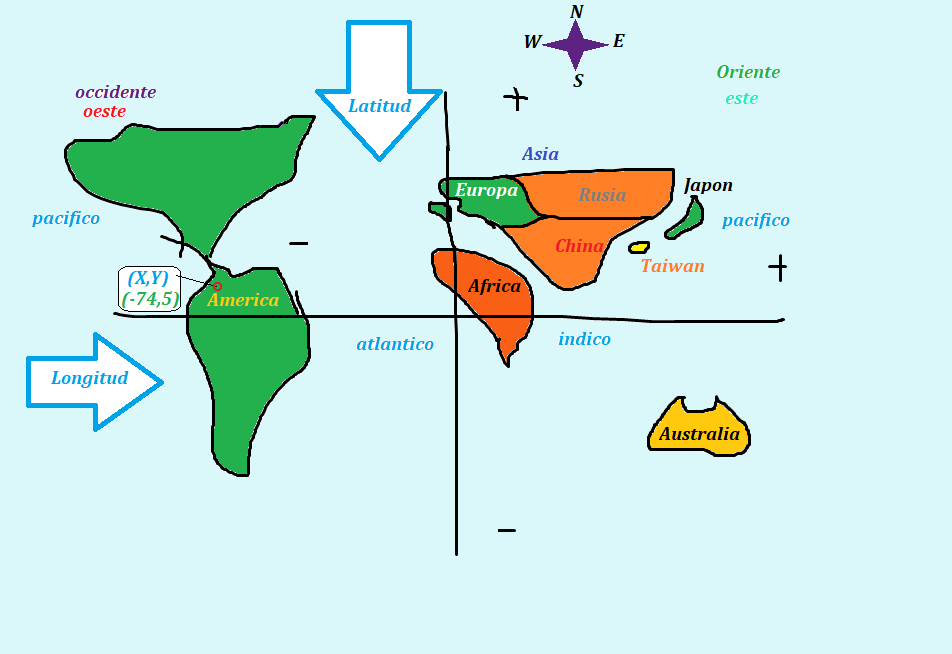 N
W
E
S
Oriente
este
occidente
oeste
Latitud
+
Asia
Europa
Rusia
Japon
pacifico
pacifico
−
China
Taiwan
+
(X,Y)
(-74,5)
America
Africa
atlantico
indico
Longitud
Australia
−